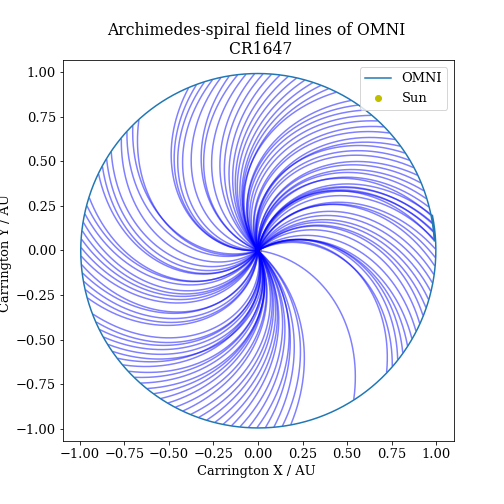 Archimedes-spiral field lines of OMNI
CR1647
OMNI
Sun
Carrington Y / AU
1.00
0.75
0.50
0.25
0.00
−0.25
−0.50
−0.75
−1.00
−1.00 −0.75 −0.50 −0.25 0.00 0.25 0.50 0.75 1.00
Carrington X / AU